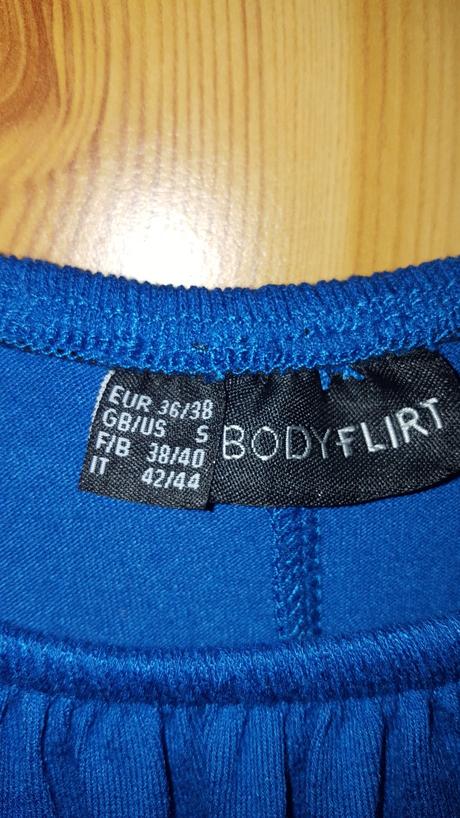 EUR 36/38
GB/US S
F/B 38/40
IT 42/44
BODYFLIRT